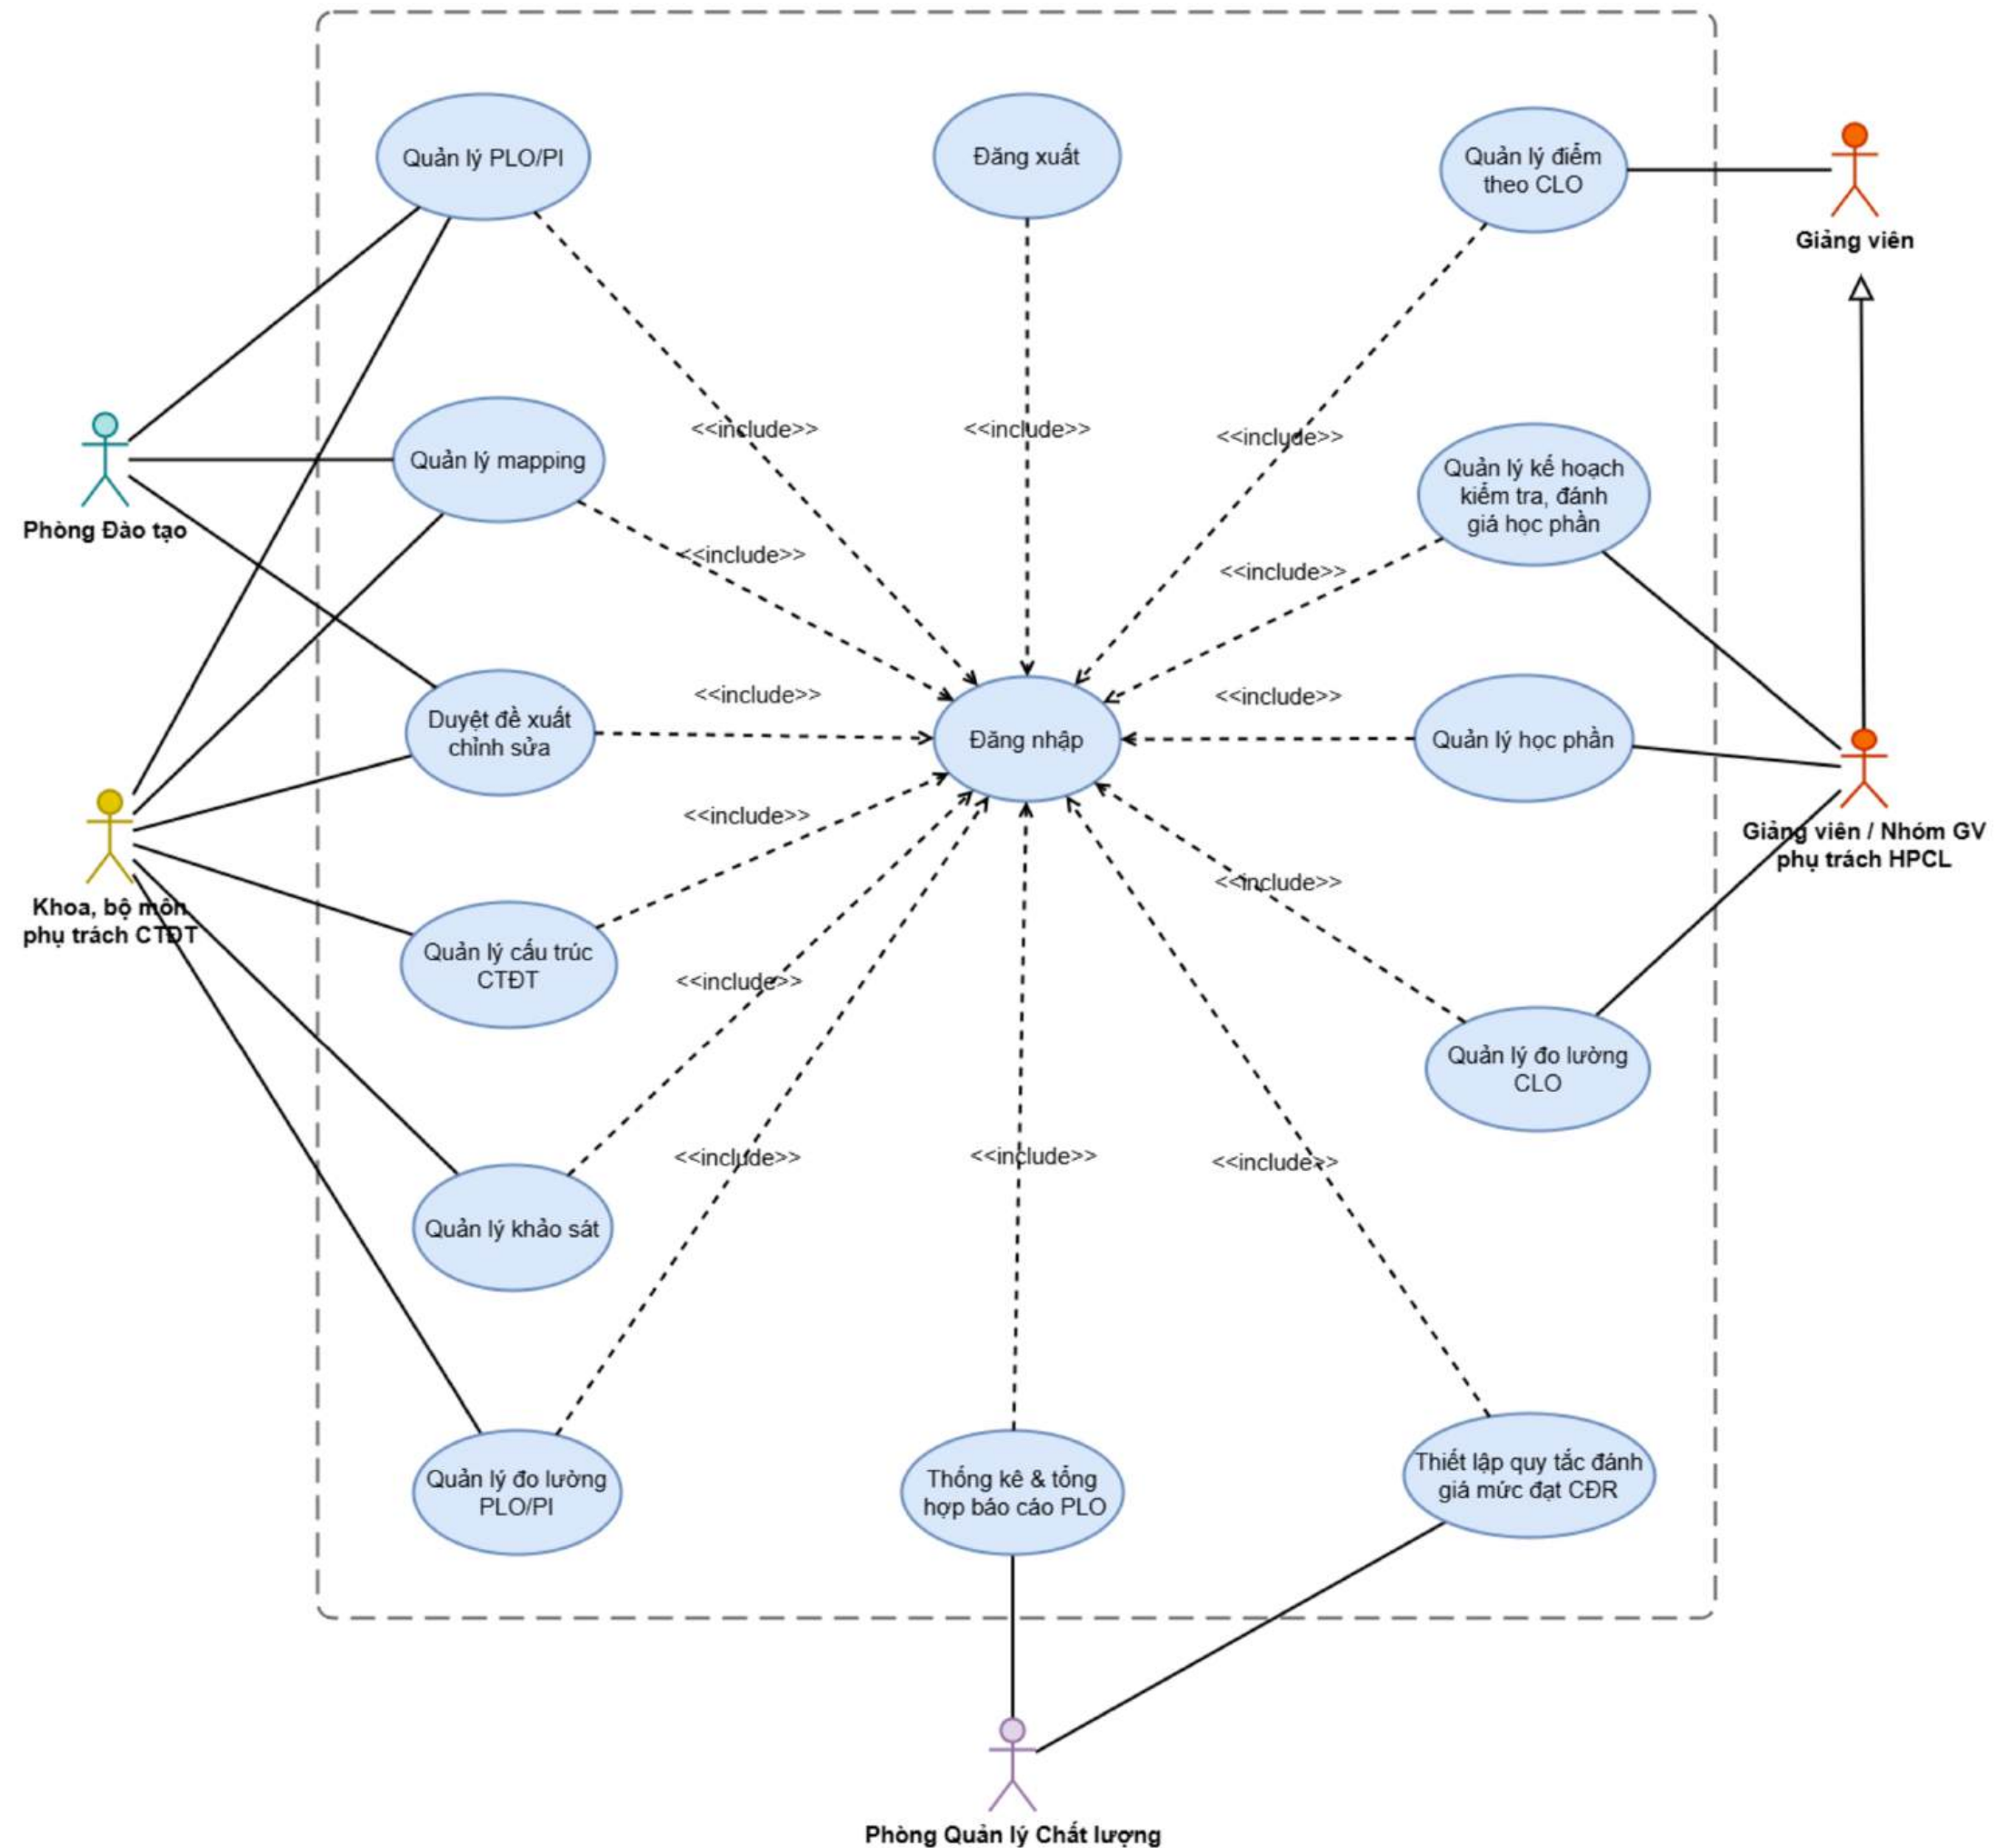 Quản lý PLO/PI
Đăng xuất
Quản lý điểm
theo CLO
Giảng viên
<<include>>
<<include>>
<<include>>
Quản lý mapping
Quản lý kế hoạch
kiểm tra, đánh
giá học phần
Phòng Đào tạo
<<include>>
<<include>>
<<include>>
<<include>>
Duyệt đề xuất
chỉnh sửa
Đăng nhập
Quản lý học phần
<<include>>
Giảng viên / Nhóm GV
phụ trách HPCL
<<include>>
Khoa, bộ môn
phụ trách CTĐT
Quản lý cấu trúc
CTĐT
<<include>>
Quản lý đo lường
CLO
<<include>>
<<include>>
<<include>>
Quản lý khảo sát
Quản lý đo lường
PLO/PI
Thống kê & tổng
hợp báo cáo PLO
Thiết lập quy tắc đánh
giá mức đạt CĐR
Phòng Quản lý Chất lượng